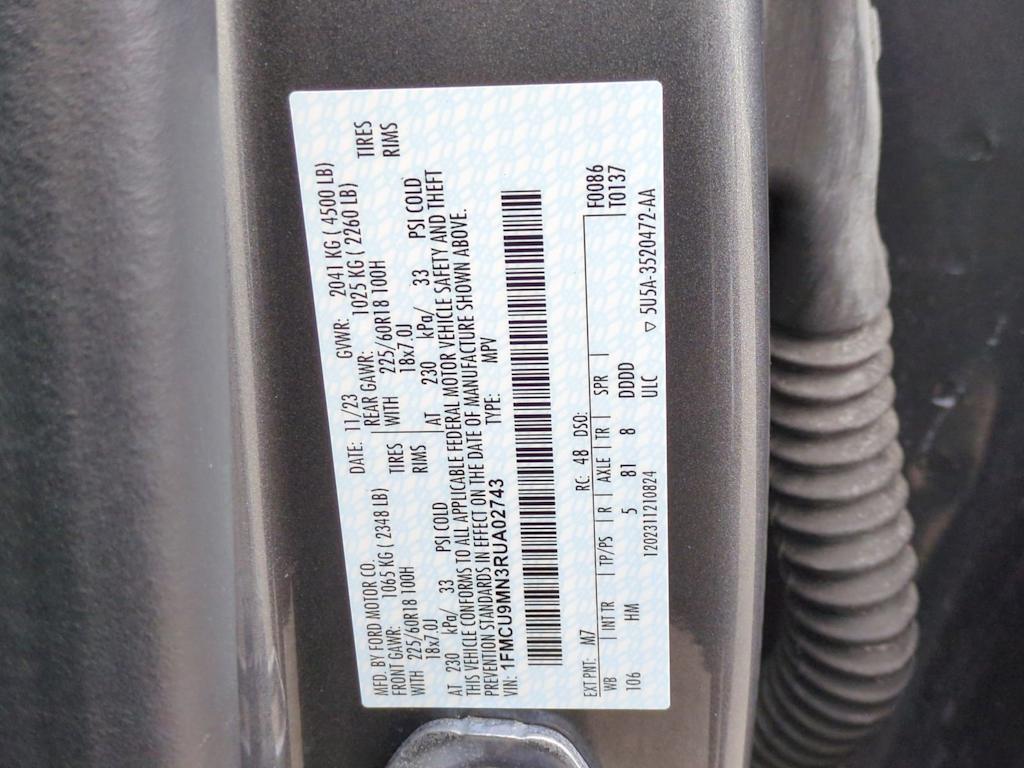 MFD. BY FORD MOTOR CO.
DATE: 11/23 GVWR: 2041 KG ( 4500 LB)
FRONT GAWR: 1065 KG ( 2348 LB) REAR GAWR: 1025 KG ( 2260 LB)
WITH 225/60R18 100H TIRES WITH 225/60R18 100H TIRES
18x7.0J RIMS 18x7.0J RIMS
AT 230 kPa/ 33 PSI COLD AT 230 kPa/ 33 PSI COLD
THIS VEHICLE CONFORMS TO ALL APPLICABLE FEDERAL MOTOR VEHICLE SAFETY AND THEFT
PREVENTION STANDARDS IN EFFECT ON THE DATE OF MANUFACTURE SHOWN ABOVE.
VIN: 1FMCU9MN3RUA02743 TYPE: MPV
EXT PNT: M7 RC: 48 DSO: F0086
WB INTTR TP/PS R AXLE TR SPR T0137
106 HM 5 81 8 DDDD
120231121082​4 ULC ▽ 5U5A-3520472-AA